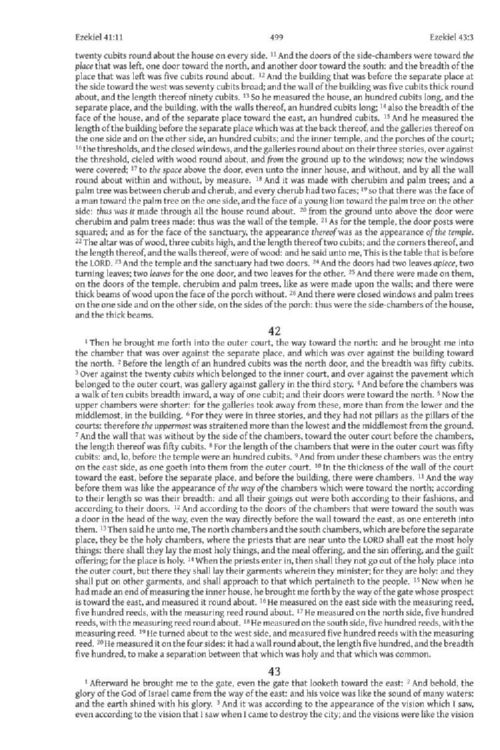 Ezekiel 41:11 499 Ezekiel 43:3
twenty cubits round about the house on every side. 11 And the doors of the side-chambers were toward the
place that was left, one door toward the north, and another door toward the south: and the breadth of the
place that was left was five cubits round about. 12 And the building that was before the separate place at
the side toward the west was seventy cubits broad; and the wall of the building was five cubits thick round
about, and the length thereof ninety cubits. 13 So he measured the house, an hundred cubits long, and the
separate place, and the building, with the walls thereof, an hundred cubits long; 14 also the breadth of the
face of the house, and of the separate place toward the east, an hundred cubits. 15 And he measured the
length of the building before the separate place which was at the back thereof, and the galleries thereof on
the one side and on the other side, an hundred cubits; and the inner temple, and the porches of the court;
16 the thresholds, and the closed windows, and the galleries round about on their three stories, over against
the threshold, cieled with wood round about, and from the ground up to the windows; now the windows
were covered; 17 to the space above the door, even unto the inner house, and without, and by all the wall
round about within and without, by measure. 18 And it was made with cherubim and palm trees; and a
palm tree was between cherub and cherub, and every cherub had two faces; 19 so that there was the face of
a man toward the palm tree on the one side, and the face of a young lion toward the palm tree on the other
side: thus was it made through all the house round about. 20 from the ground unto above the door were
cherubim and palm trees made: thus was the wall of the temple. 21 As for the temple, the door posts were
squared; and as for the face of the sanctuary, the appearance thereof was as the appearance of the temple.
22 The altar was of wood, three cubits high, and the length thereof two cubits; and the corners thereof, and
the length thereof, and the walls thereof, were of wood: and he said unto me, This is the table that is before
the LORD. 23 And the temple and the sanctuary had two doors. 24 And the doors had two leaves apiece, two
turning leaves; two leaves for the one door, and two leaves for the other. 25 And there were made on them,
on the doors of the temple, cherubim and palm trees, like as were made upon the walls; and there were
thick beams of wood upon the face of the porch without. 26 And there were closed windows and palm trees
on the one side and on the other side, on the sides of the porch: thus were the side-chambers of the house,
and the thick beams.
42
1 Then he brought me forth into the outer court, the way toward the north: and he brought me into
the chamber that was over against the separate place, and which was over against the building toward
the north. 2 Before the length of an hundred cubits was the north door, and the breadth was fifty cubits.
3 Over against the twenty cubits which belonged to the inner court, and over against the pavement which
belonged to the outer court, was gallery against gallery in the third story. 4 And before the chambers was
a walk of ten cubits breadth inward, a way of one cubit; and their doors were toward the north. 5 Now the
upper chambers were shorter: for the galleries took away from these, more than from the lower and the
middlemost, in the building. 6 For they were in three stories, and they had not pillars as the pillars of the
courts: therefore the uppermost was straitened more than the lowest and the middlemost from the ground.
7 And the wall that was without by the side of the chambers, toward the outer court before the chambers,
the length thereof was fifty cubits. 8 For the length of the chambers that were in the outer court was fifty
cubits: and, lo, before the temple were an hundred cubits. 9 And from under these chambers was the entry
on the east side, as one goeth into them from the outer court. 10 In the thickness of the wall of the court
toward the east, before the separate place, and before the building, there were chambers. 11 And the way
before them was like the appearance of the way of the chambers which were toward the north; according
to their length so was their breadth: and all their goings out were both according to their fashions, and
according to their doors. 12 And according to the doors of the chambers that were toward the south was
a door in the head of the way, even the way directly before the wall toward the east, as one entereth into
them. 13 Then said he unto me, The north chambers and the south chambers, which are before the separate
place, they be the holy chambers, where the priests that are near unto the LORD shall eat the most holy
things: there shall they lay the most holy things, and the meal offering, and the sin offering, and the guilt
offering; for the place is holy. 14 When the priests enter in, then shall they not go out of the holy place into
the outer court, but there they shall lay their garments wherein they minister; for they are holy: and they
shall put on other garments, and shall approach to that which pertaineth to the people. 15 Now when he
had made an end of measuring the inner house, he brought me forth by the way of the gate whose prospect
is toward the east, and measured it round about. 16 He measured on the east side with the measuring reed,
five hundred reeds, with the measuring reed round about. 17 He measured on the north side, five hundred
reeds, with the measuring reed round about. 18 He measured on the south side, five hundred reeds, with the
measuring reed. 19 He turned about to the west side, and measured five hundred reeds with the measuring
reed. 20 He measured it on the four sides: it had a wall round about, the length five hundred, and the breadth
five hundred, to make a separation between that which was holy and that which was common.
43
1 Afterward he brought me to the gate, even the gate that looketh toward the east: 2 And behold, the
glory of the God of Israel came from the way of the east: and his voice was like the sound of many waters:
and the earth shined with his glory. 3 And it was according to the appearance of the vision which I saw,
even according to the vision that I saw when I came to destroy the city; and the visions were like the vision